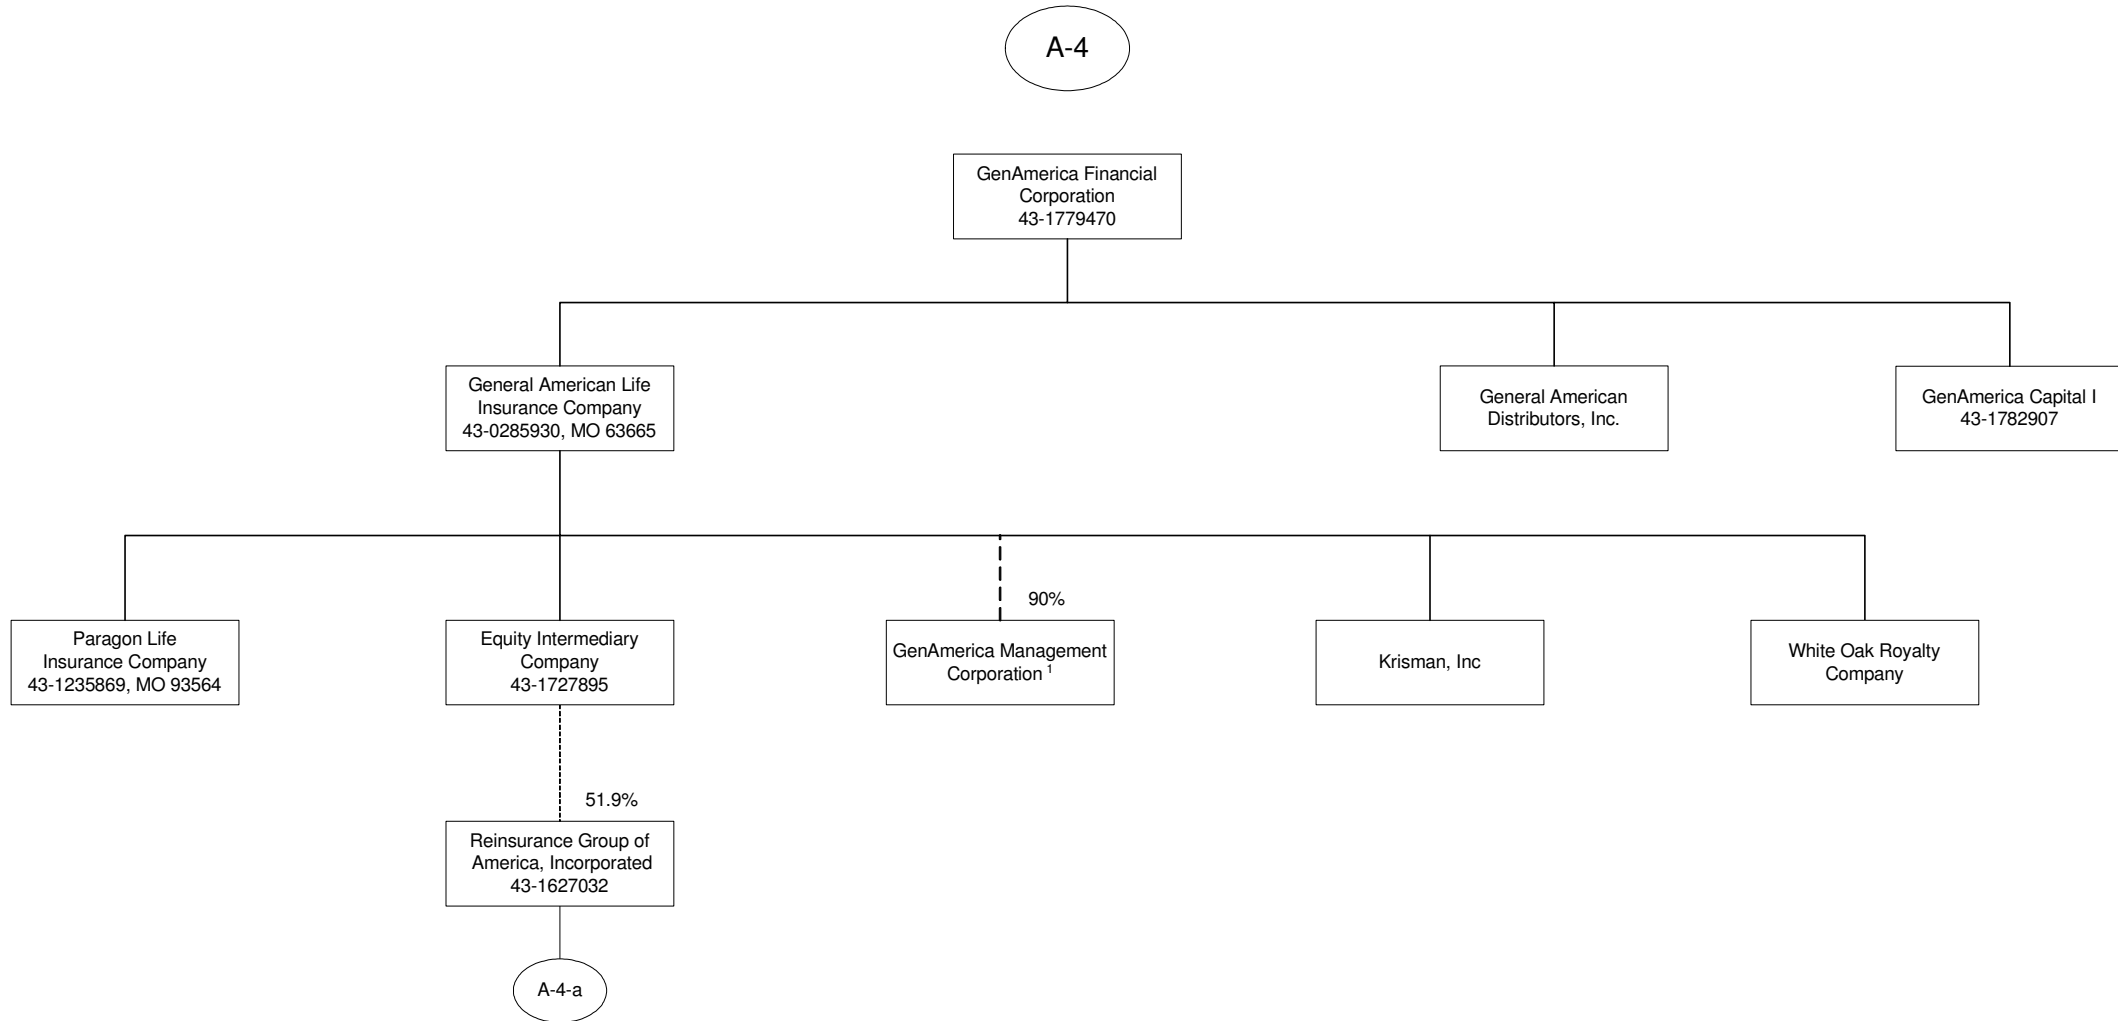 A-4
GenAmerica Financial
Corporation
43-1779470
General American Life
Insurance Company
43-0285930, MO 63665
General American
Distributors, Inc.
GenAmerica Capital I
43-1782907
90%
Paragon Life
Insurance Company
43-1235869, MO 93564
Equity Intermediary
Company
43-1727895
GenAmerica Management
Corporation 1
Krisman, Inc
White Oak Royalty
Company
51.9%
Reinsurance Group of
America, Incorporated
43-1627032
A-4-a